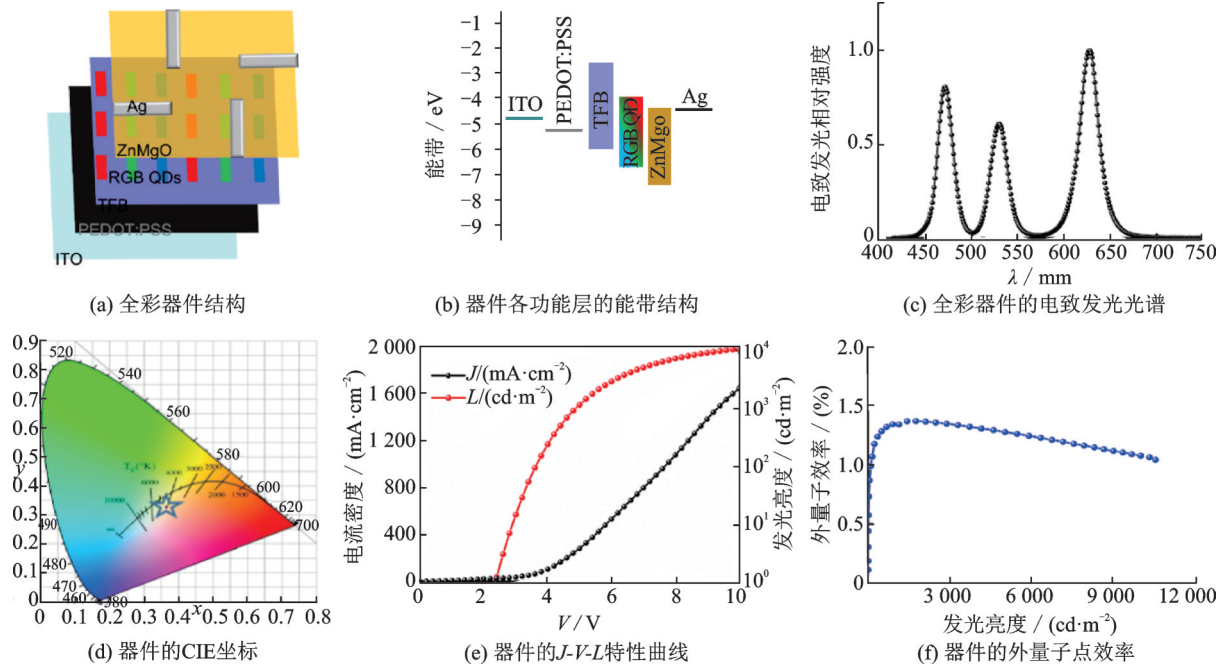 Ag
ZnMgO
RGB QDs
TFB
PEDOT:PSS
ITO
(a) 全彩器件结构
能带 / eV
−1
−2
−3
−4
−5
−6
−7
−8
−9
ITO
PEDOT:PSS
TFB
RGBQD
ZnMgo
Ag
(b) 器件各功能层的能带结构
电致发光相对强度
1.0
0.5
0
400 450 500 550 600 650 700 750
λ / mm
(c) 全彩器件的电致发光光谱
y
0.9
0.8
0.7
0.6
0.5
0.4
0.3
0.2
0.1
0
520
540
560
580
600
620
700
490
480
470
460
380
Tc(°K)
10000
6000
4000
3000
2500
2000
1500
∞
0 0.1 0.2 0.3 0.4 0.5 0.6 0.7 0.8
x
(d) 器件的CIE坐标
电流密度 / (mA·cm⁻²)
2 000
1 600
1 200
800
400
0
J/(mA·cm⁻²)
L/(cd·m⁻²)
10⁴
10³
10²
10¹
10⁰
发光亮度 / (cd·m⁻²)
0 2 4 6 8 10
V / V
(e) 器件的J-V-L特性曲线
外量子效率 / (%)
2.0
1.5
1.0
0.5
0
3 000 6 000 9 000 12 000
发光亮度 / (cd·m⁻²)
(f) 器件的外量子点效率